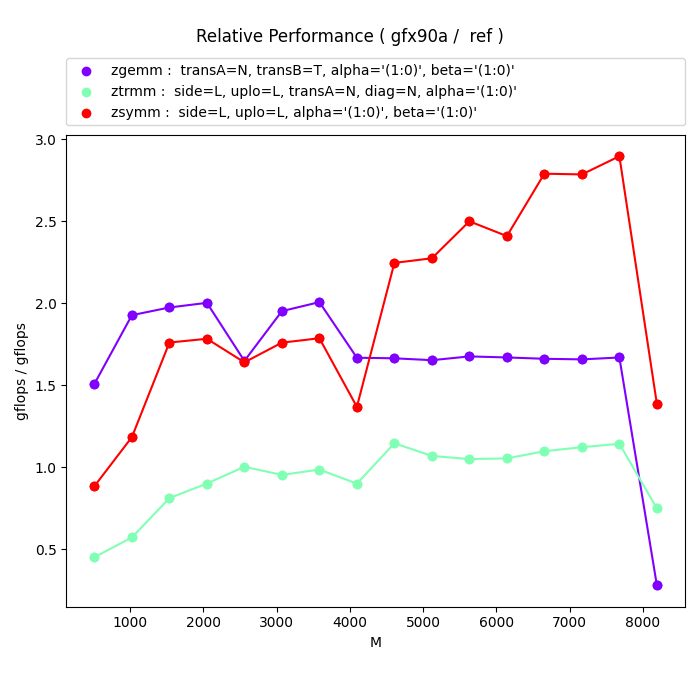 Relative Performance ( gfx90a /  ref )
zgemm :  transA=N, transB=T, alpha='(1:0)', beta='(1:0)'
ztrmm :  side=L, uplo=L, transA=N, diag=N, alpha='(1:0)'
zsymm :  side=L, uplo=L, alpha='(1:0)', beta='(1:0)'
3.0
2.5
2.0
1.5
1.0
0.5
gflops / gflops
1000 2000 3000 4000 5000 6000 7000 8000
M